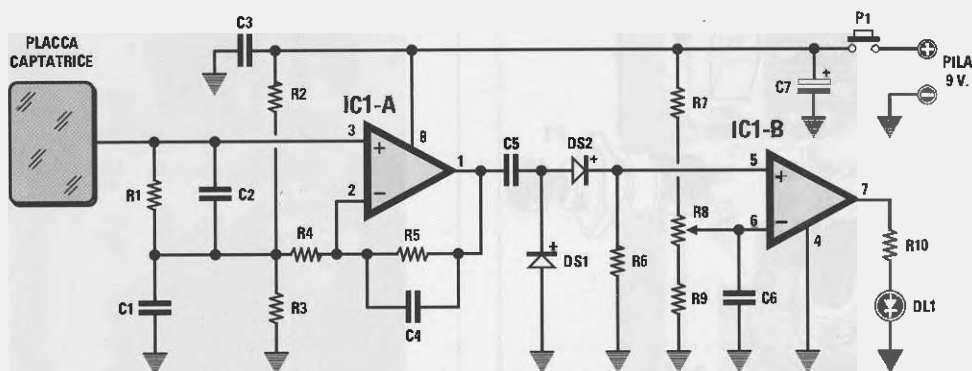 PLACCA
CAPTATRICE
C3
P1
PILA
9 V.
R2
IC1-A
8
C7
+
R7
IC1-B
3
+
1
C5
DS2
+
5
+
7
R1
C2
2
−
R8
6
−
4
R4
R5
+
DS1
R6
R10
C1
R3
C4
R9
C6
DL1